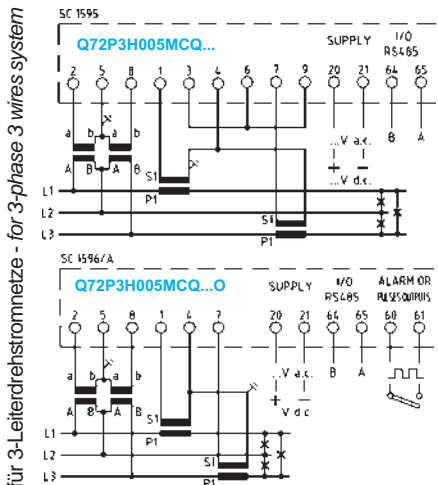 für 3-Leiterdrehstromnetze - for 3-phase 3 wires system
SC 1595
Q72P3H005MCQ...
SUPPLY I/O
RS485
2 5 8 1 3 4 6 7 9 20 21 64 65
a b a b
A B A B
...V a.c.
+ −
...V d.c.
B A
S1
P1
S1
P1
L1
L2
L3
SC 1596/A
Q72P3H005MCQ...O
SUPPLY I/O
RS485
ALARM OR
PULSES OUTPUTS
2 5 8 1 4 7 20 21 64 65 60 61
a b a b
A B A B
...V a.c.
+ −
V d.c
B A
S1
P1
S1
P1
L1
L2
L3